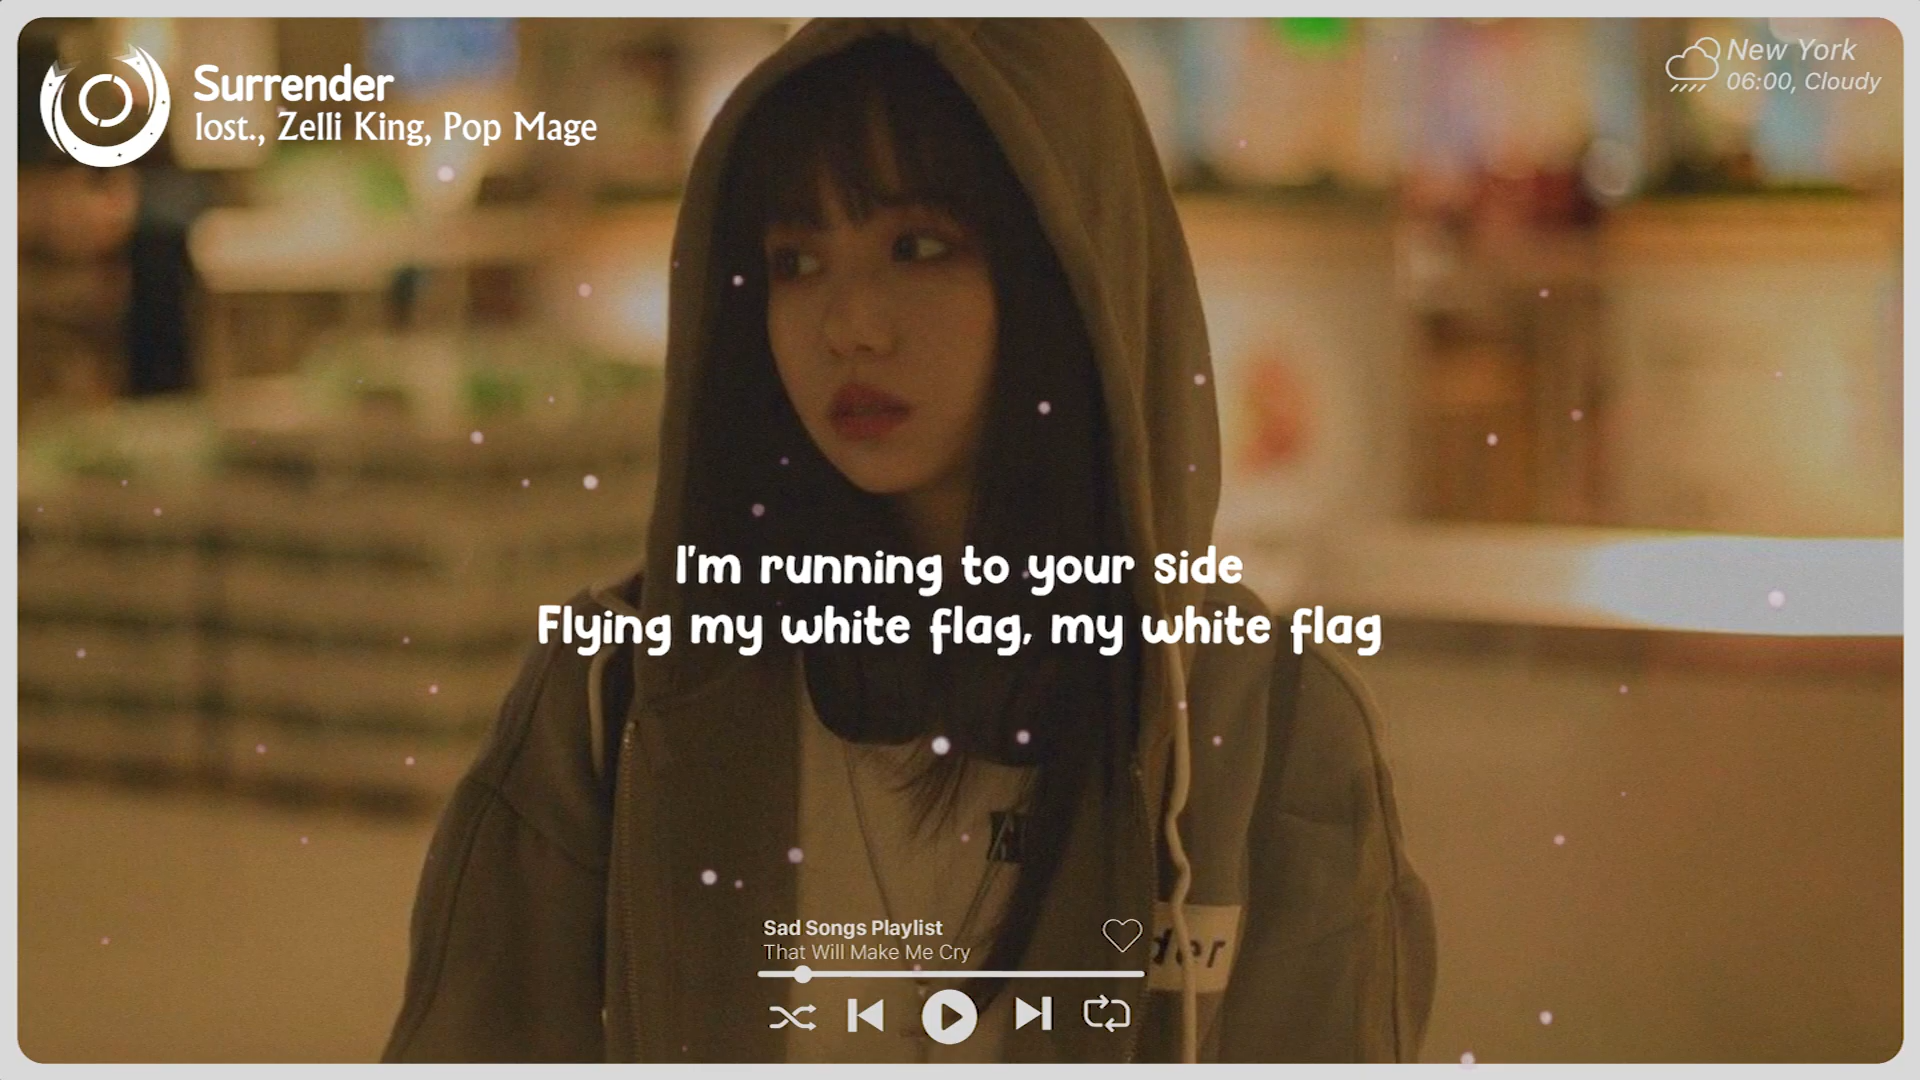 Surrender
lost., Zelli King, Pop Mage
New York
06:00, Cloudy
I'm running to your side
Flying my white flag, my white flag
Sad Songs Playlist
That Will Make Me Cry
der